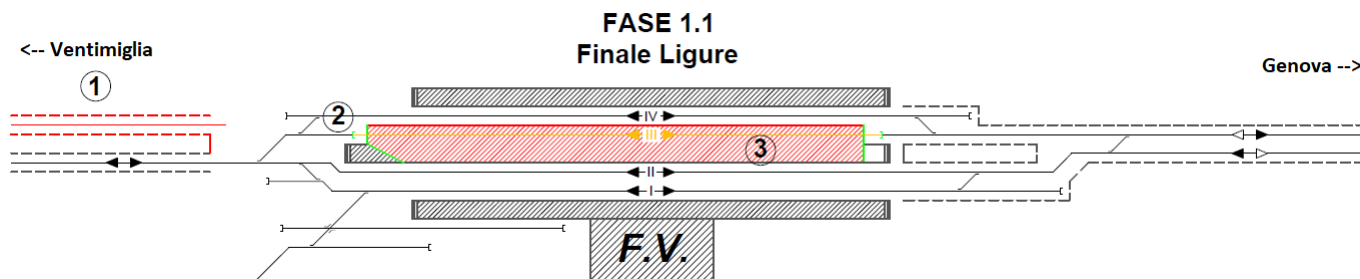 FASE 1.1
Finale Ligure
<-- Ventimiglia
Genova -->
1
2
IV
III
3
II
I
F.V.